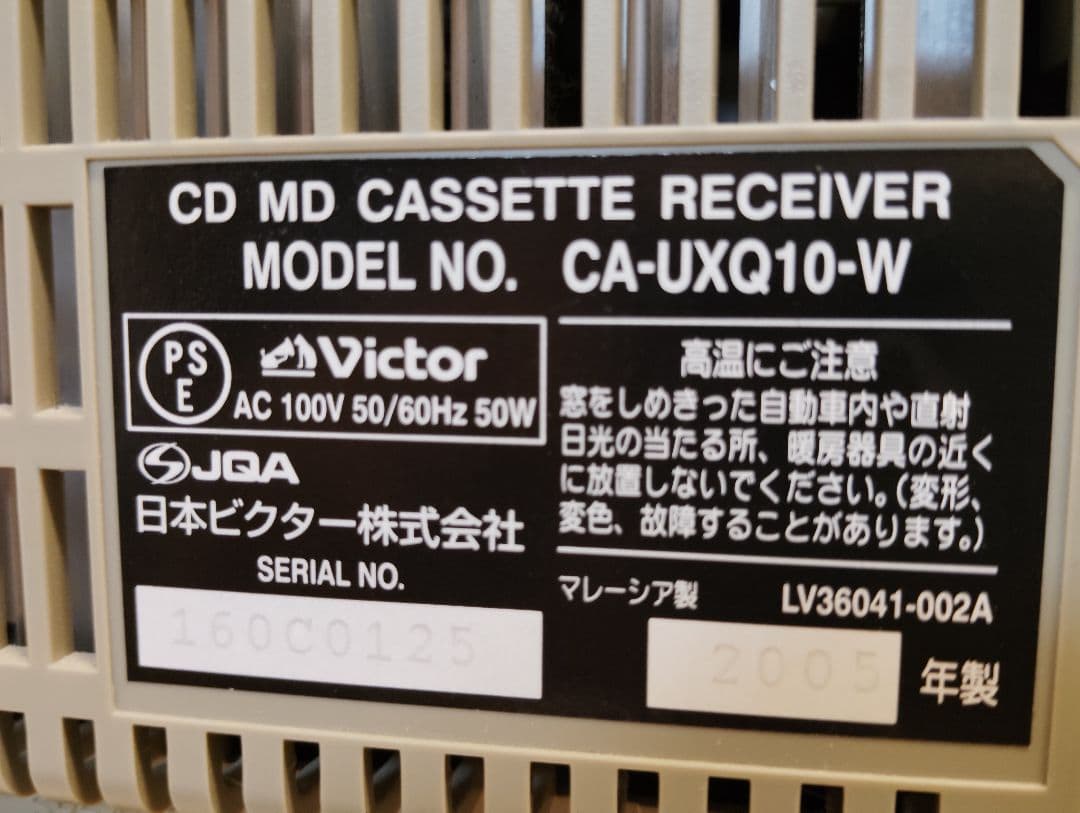 CD MD CASSETTE RECEIVER
MODEL NO. CA-UXQ10-W
PS
E
Victor
AC 100V 50/60Hz 50W
JQA
日本ビクター株式会社
SERIAL NO.
160C0125
高温にご注意
窓をしめきった自動車内や直射
日光の当たる所、暖房器具の近く
に放置しないでください。(変形、
変色、故障することがあります。)
マレーシア製 LV36041-002A
2005 年製